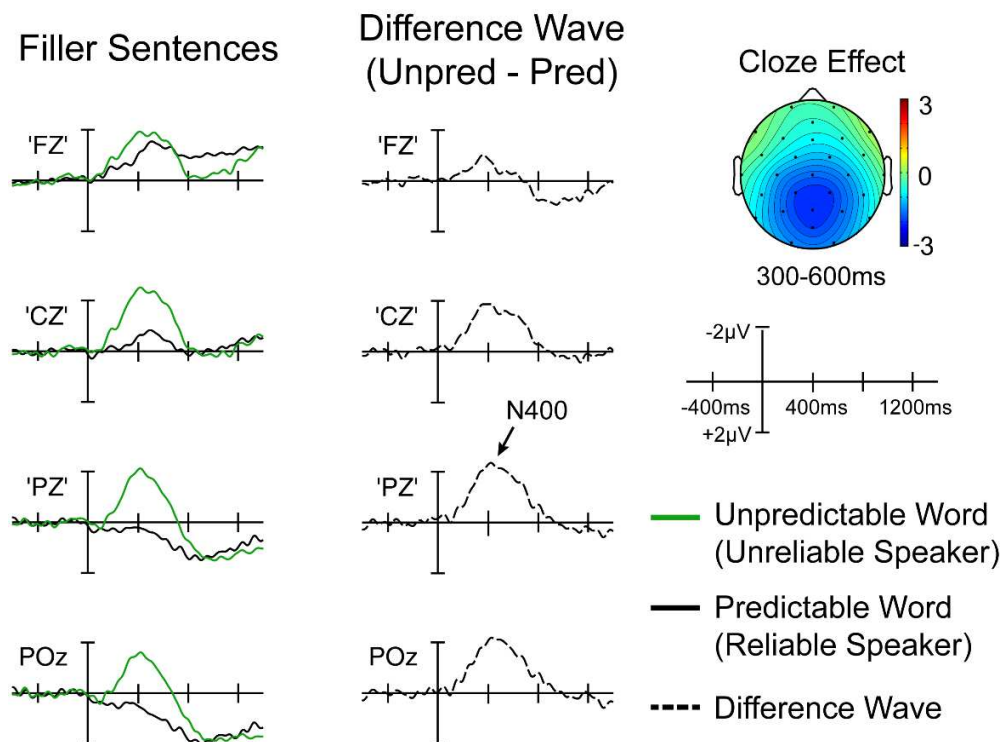 Filler Sentences
Difference Wave
(Unpred - Pred)
Cloze Effect
'FZ'
'FZ'
3
0
-3
300-600ms
'CZ'
'CZ'
-2µV
-400ms
400ms
1200ms
+2µV
N400
'PZ'
'PZ'
Unpredictable Word
(Unreliable Speaker)
Predictable Word
(Reliable Speaker)
POz
POz
Difference Wave